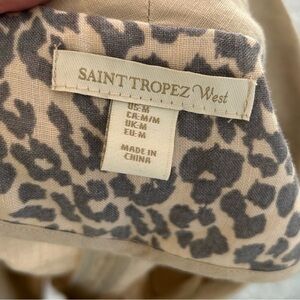 SAINT TROPEZ West
US-M
CA-M/M
UK-M
EU-M
MADE IN
CHINA